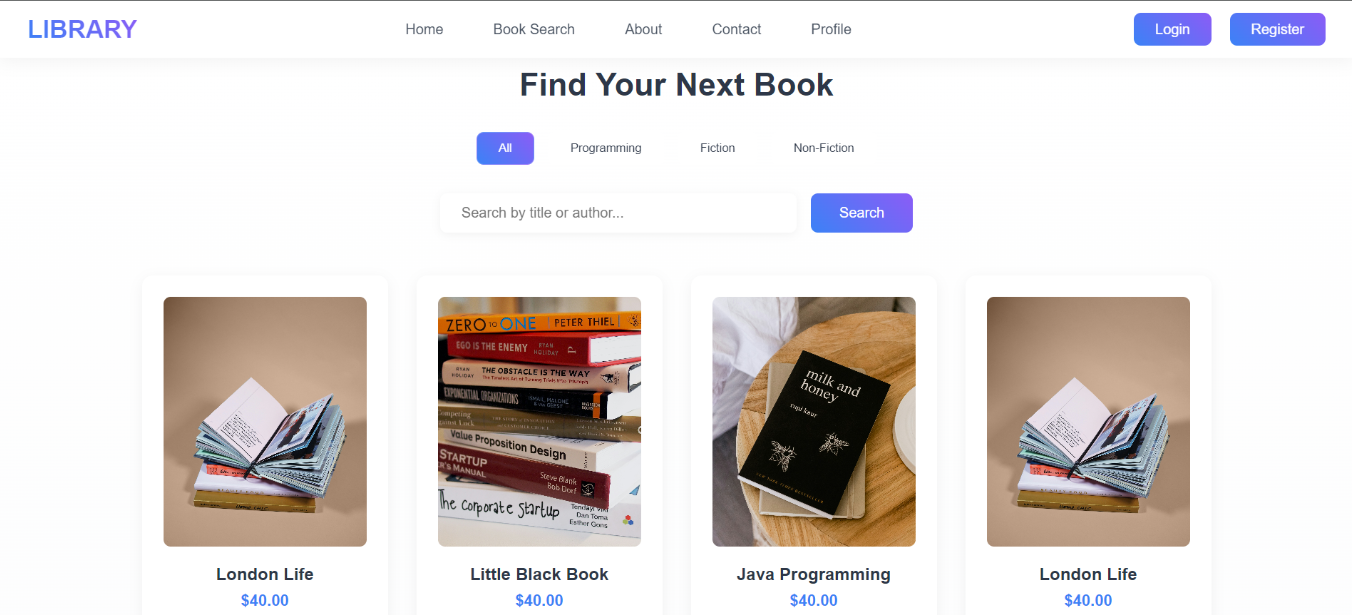 LIBRARY
Home
Book Search
About
Contact
Profile
Login
Register
Find Your Next Book
All
Programming
Fiction
Non-Fiction
Search by title or author...
Search
ZERO TO ONE PETER THIEL
EGO IS THE ENEMY RYAN HOLIDAY
RYAN HOLIDAY THE OBSTACLE IS THE WAY
EXPONENTIAL ORGANIZATIONS
Value Proposition Design
STARTUP
Steve Blank
Bob Dorf
The Corporate Startup
Dan Toma
Esther Gons
milk and
honey
rupi kaur
London Life
$40.00
Little Black Book
$40.00
Java Programming
$40.00
London Life
$40.00